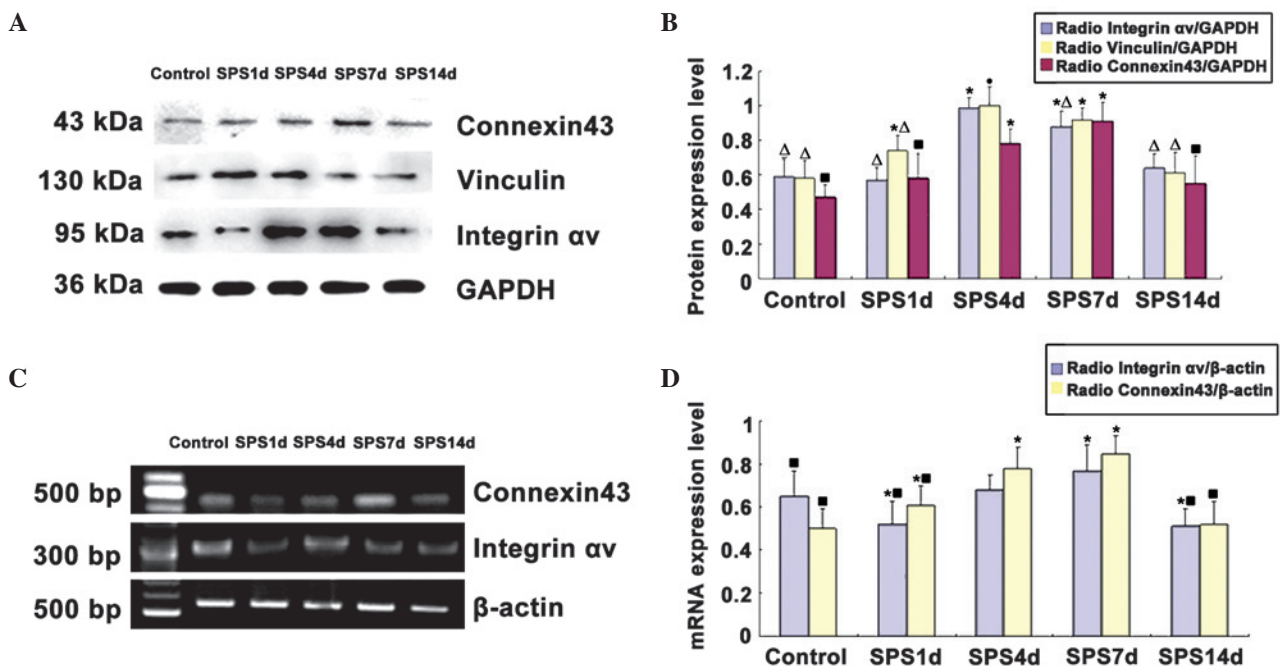 A
Control SPS1d SPS4d SPS7d SPS14d
43 kDa Connexin43
130 kDa Vinculin
95 kDa Integrin αv
36 kDa GAPDH
B
Radio Integrin αv/GAPDH
Radio Vinculin/GAPDH
Radio Connexin43/GAPDH
Protein expression level
1.2
1
0.8
0.6
0.4
0.2
0
* • *Δ * *
*Δ *
Δ Δ ■ Δ ■ Δ Δ ■
Control SPS1d SPS4d SPS7d SPS14d
C
Control SPS1d SPS4d SPS7d SPS14d
500 bp Connexin43
300 bp Integrin αv
500 bp β-actin
D
Radio Integrin αv/β-actin
Radio Connexin43/β-actin
mRNA expression level
1
0.8
0.6
0.4
0.2
0
* * *
■ ■ *■ *■ *■ ■
Control SPS1d SPS4d SPS7d SPS14d